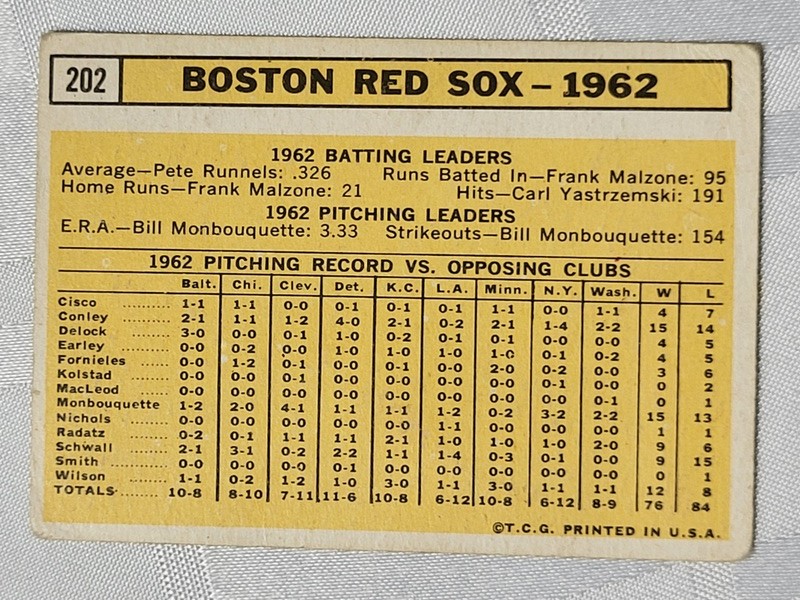 202 BOSTON RED SOX – 1962
1962 BATTING LEADERS
Average—Pete Runnels: .326 Runs Batted In—Frank Malzone: 95
Home Runs—Frank Malzone: 21 Hits—Carl Yastrzemski: 191
1962 PITCHING LEADERS
E.R.A.—Bill Monbouquette: 3.33 Strikeouts—Bill Monbouquette: 154
1962 PITCHING RECORD VS. OPPOSING CLUBS
Balt. Chi. Clev. Det. K.C. L.A. Minn. N.Y. Wash. W L
Cisco .......... 1-1 1-1 0-0 0-1 0-1 0-1 1-1 0-0 1-1 4 7
Conley ......... 2-1 1-1 1-2 4-0 2-1 0-2 2-1 1-4 2-2 15 14
Delock ......... 3-0 0-0 0-1 1-0 0-2 0-1 0-1 0-0 0-0 4 5
Earley ......... 0-0 0-2 0-0 1-0 1-0 1-0 1-0 0-1 0-2 4 5
Fornieles ...... 0-0 1-2 0-1 0-0 0-1 0-0 2-0 0-2 0-0 3 6
Kolstad ........ 0-0 0-0 0-1 0-0 0-0 0-0 0-0 0-1 0-0 0 2
MacLeod ........ 0-0 0-0 0-0 0-0 0-0 0-0 0-0 0-0 0-1 0 1
Monbouquette 1-2 2-0 4-1 1-1 1-1 1-2 0-2 3-2 2-2 15 13
Nichols ........ 0-0 0-0 0-0 0-0 0-0 1-1 0-0 0-0 0-0 1 1
Radatz ......... 0-2 0-1 1-1 1-1 2-1 1-0 1-0 1-0 2-0 9 6
Schwall ........ 2-1 3-1 0-2 2-2 1-1 1-4 0-3 0-1 0-0 9 15
Smith .......... 0-0 0-0 0-0 0-1 0-0 0-0 0-0 0-0 0-0 0 1
Wilson ......... 1-1 0-2 1-2 1-0 3-0 1-1 3-0 1-1 1-1 12 8
TOTALS ........ 10-8 8-10 7-11 11-6 10-8 6-12 10-8 6-12 8-9 76 84
©T.C.G. PRINTED IN U.S.A.